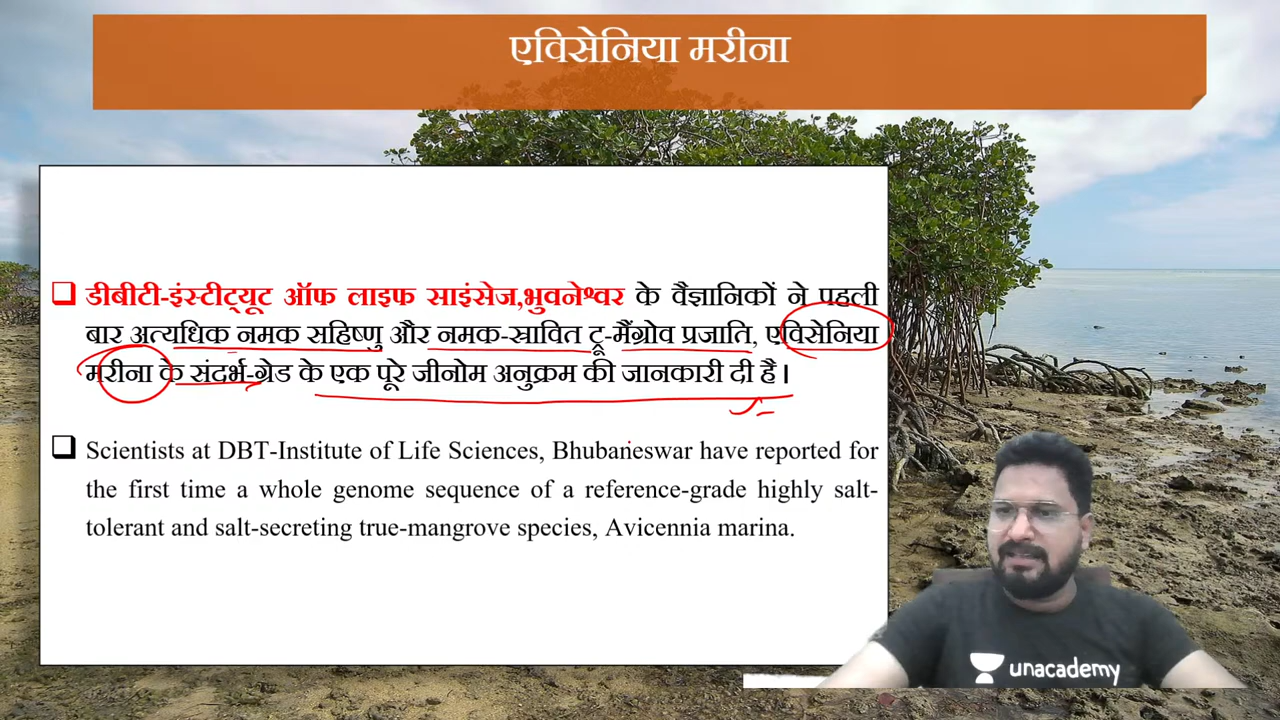 एविसेनिया मरीना
डीबीटी-इंस्टीट्यूट ऑफ लाइफ साइंसेज,भुवनेश्वर के वैज्ञानिकों ने पहली
बार अत्यधिक नमक सहिष्णु और नमक-स्रावित ट्रू-मैंग्रोव प्रजाति, एविसेनिया
मरीना के संदर्भ-ग्रेड के एक पूरे जीनोम अनुक्रम की जानकारी दी है।
Scientists at DBT-Institute of Life Sciences, Bhubaneswar have reported for
the first time a whole genome sequence of a reference-grade highly salt-
tolerant and salt-secreting true-mangrove species, Avicennia marina.
unacademy